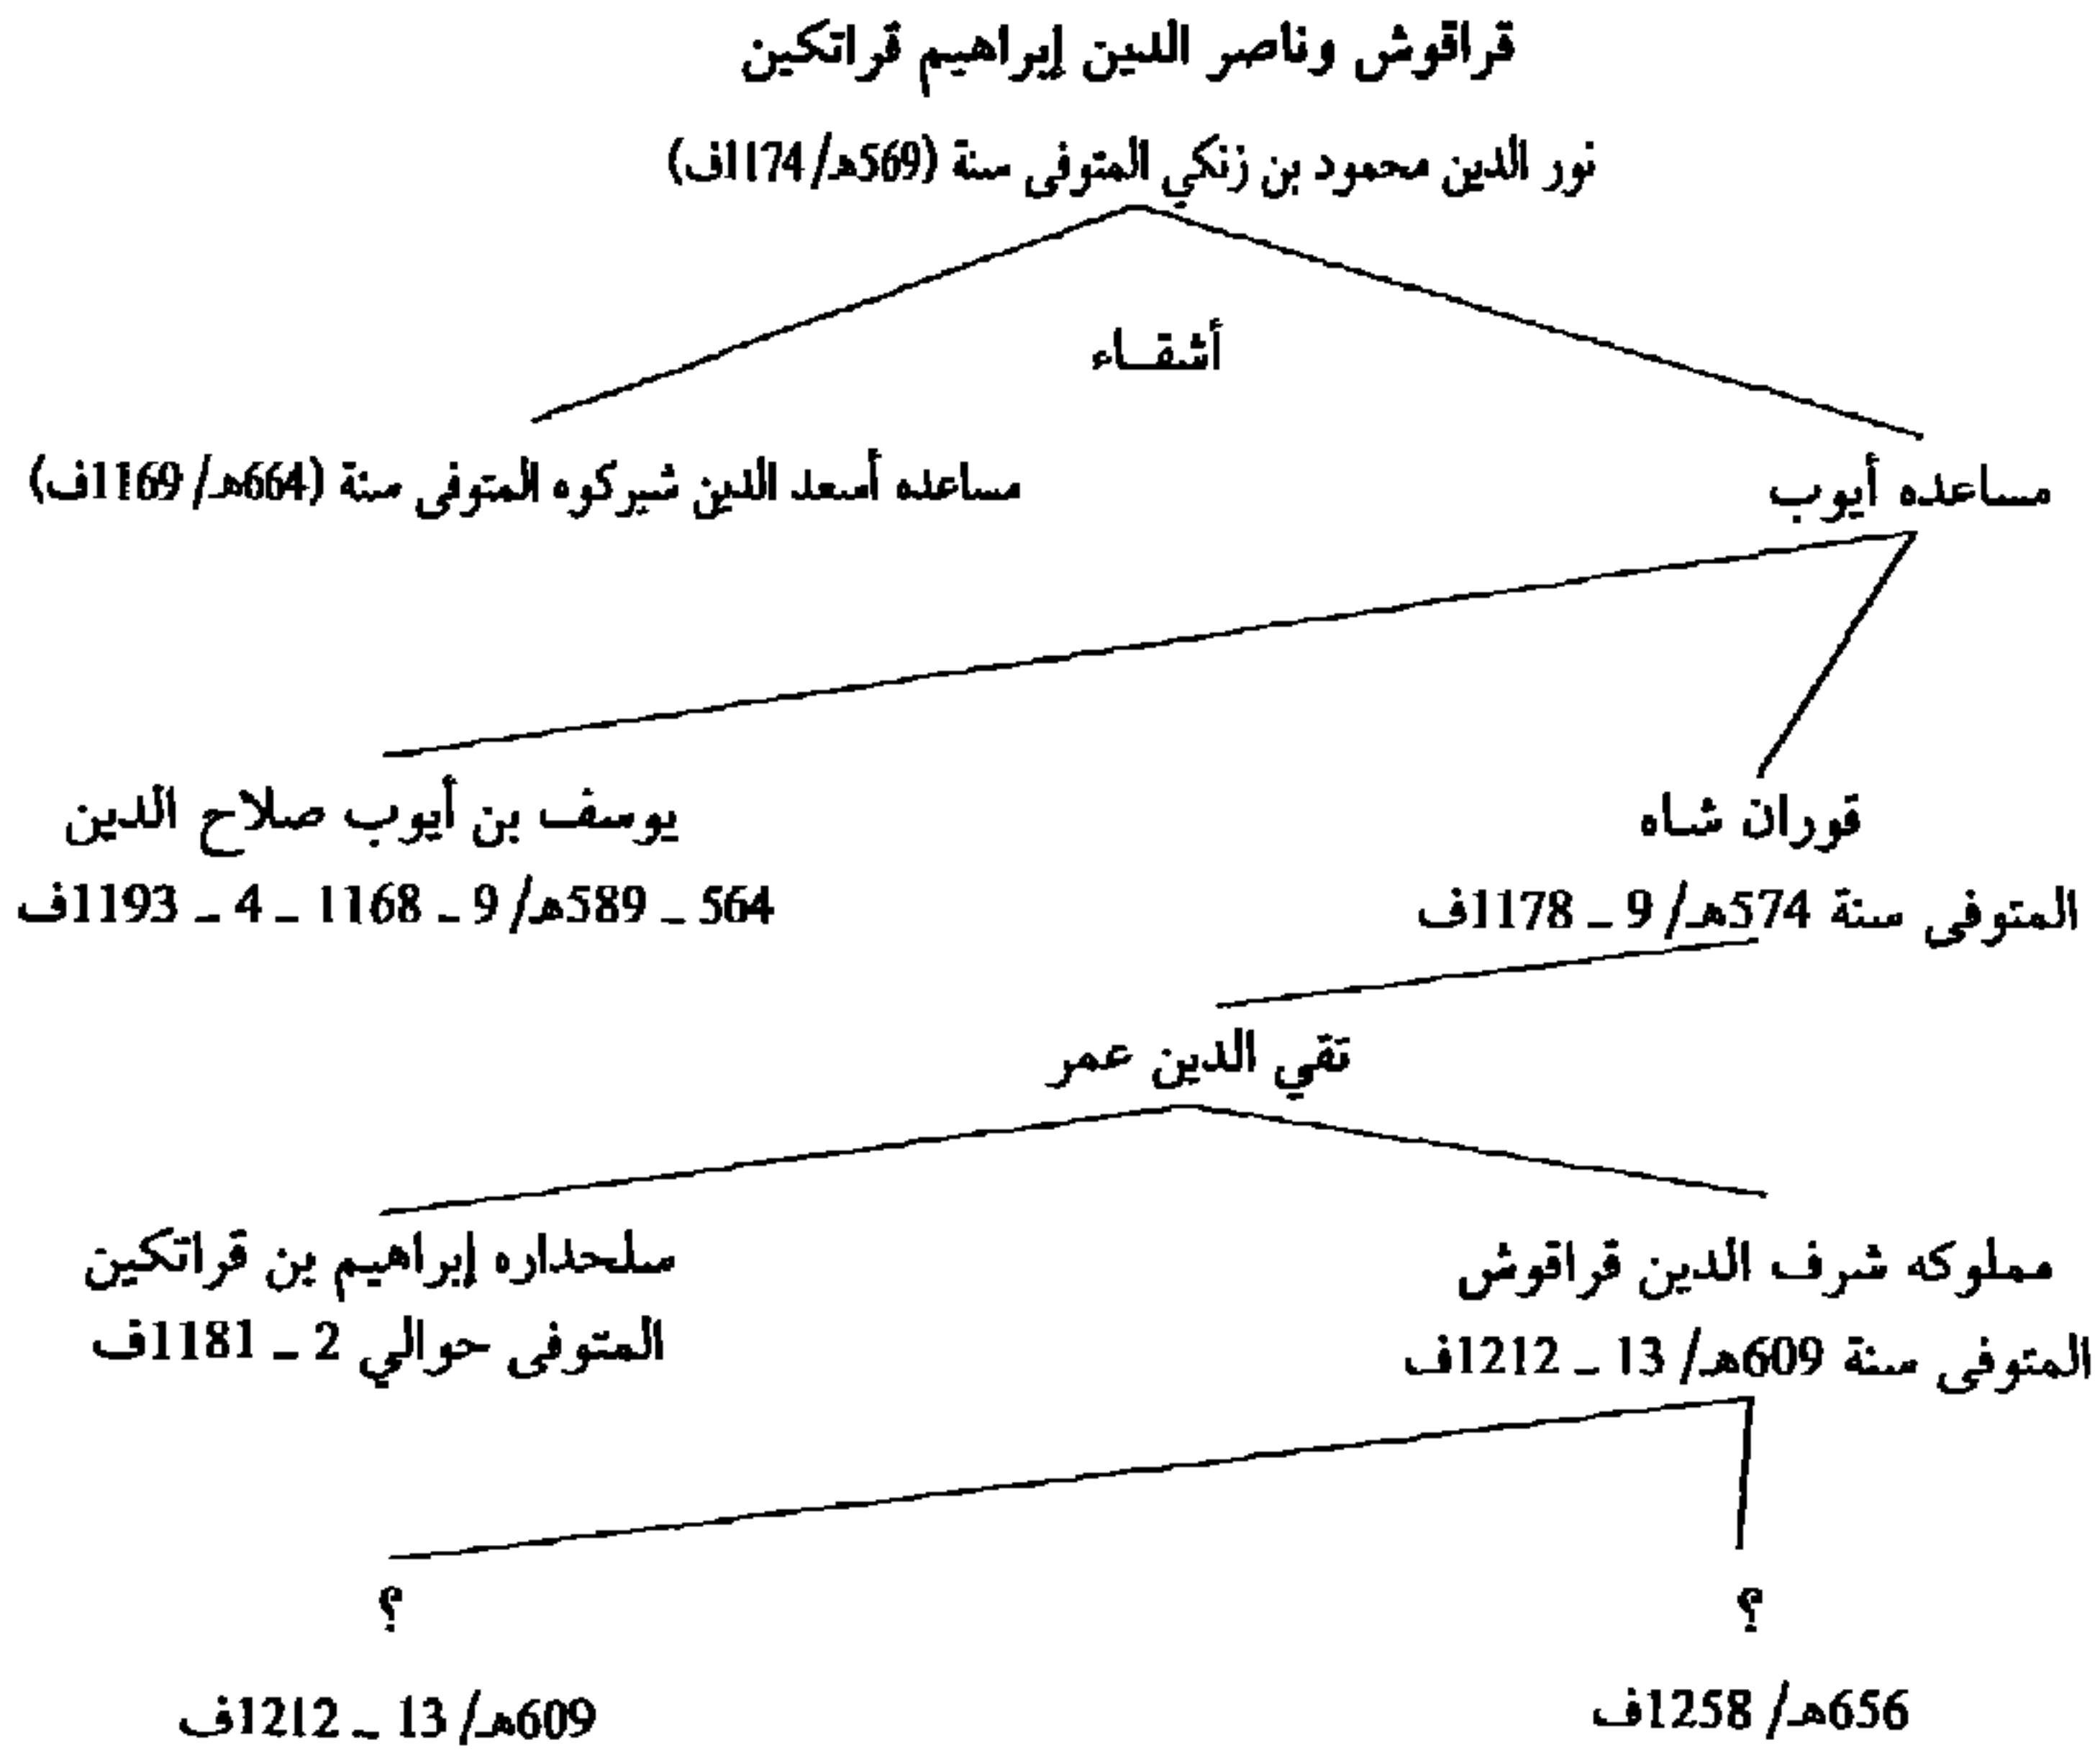 قراقوش وناصر الدين إبراهيم قراتكين
نور الدين محمود بن زنكي المتوفى سنة (569هـ/1174ف)
أشقـاء
مساعده أيوب
مساعده أسعد الدين شيركوه المتوفى سنة (664هـ/1169ف)
قوران شاه
المتوفى سنة 574هـ/ 9 ـ 1178ف
يوسف بن أيوب صلاح الدين
564 ـ 589هـ/ 9 ـ 1168 ـ 4 ـ 1193ف
تقي الدين عمر
مملوكه شرف الدين قراقوش
المتوفى سنة 609هـ/ 13 ـ 1212ف
سلحداره إبراهيم بن قراتكين
المتوفى حوالي 2 ـ 1181ف
؟
656هـ/ 1258ف
؟
609هـ/ 13 ـ 1212ف